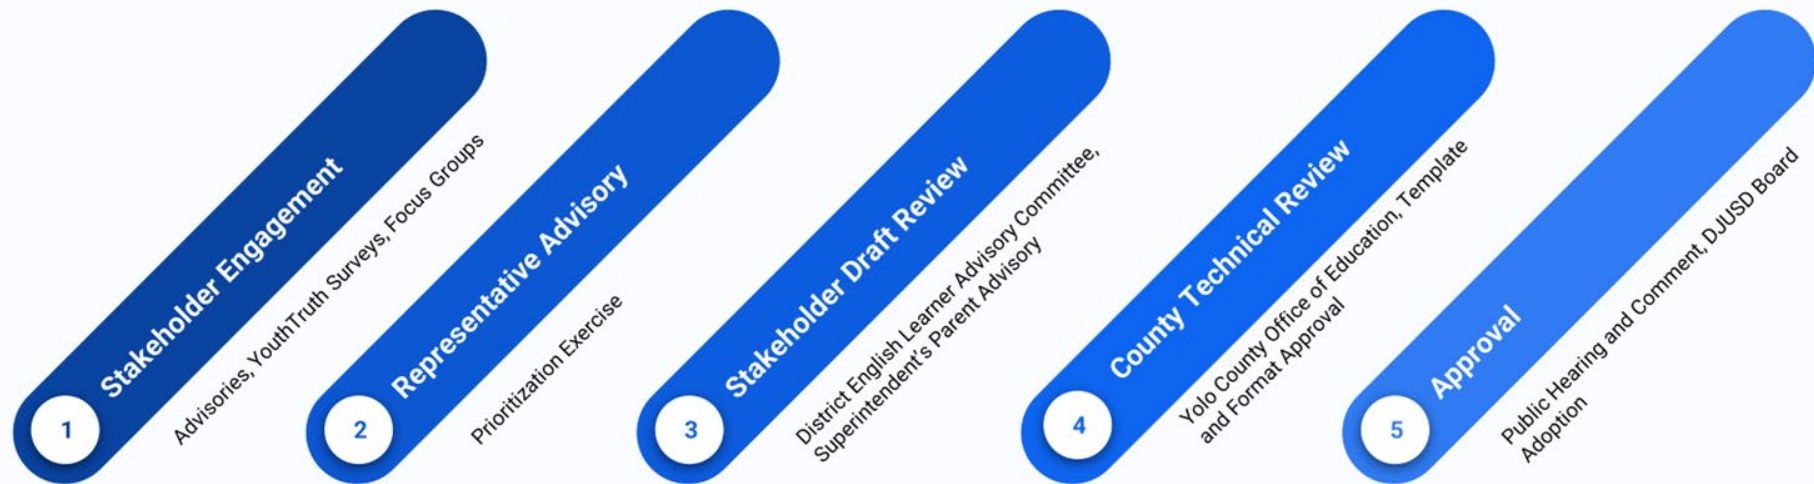 1
Stakeholder Engagement
Advisories, YouthTruth Surveys, Focus Groups
2
Representative Advisory
Prioritization Exercise
3
Stakeholder Draft Review
District English Learner Advisory Committee,
Superintendent's Parent Advisory
4
County Technical Review
Yolo County Office of Education, Template
and Format Approval
5
Approval
Public Hearing and Comment, DJUSD Board
Adoption